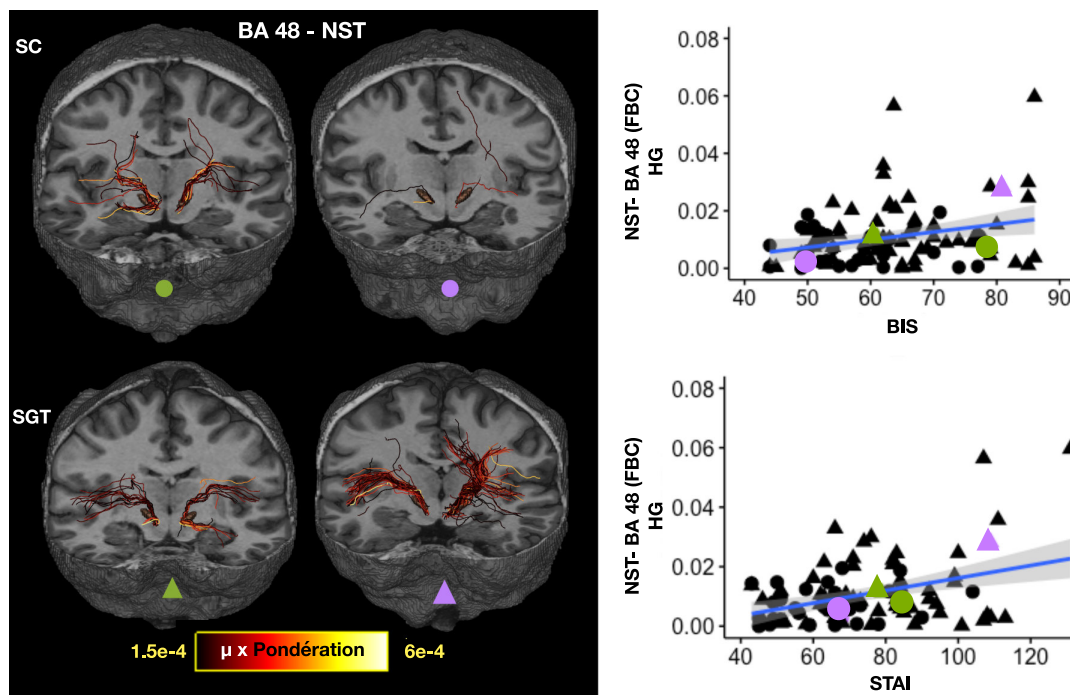 BA 48 - NST
SC
SGT
1.5e-4
µ x Pondération
6e-4
NST- BA 48 (FBC)
HG
0.08
0.06
0.04
0.02
0.00
40 50 60 70 80 90
BIS
NST- BA 48 (FBC)
HG
0.08
0.06
0.04
0.02
0.00
40 60 80 100 120
STAI